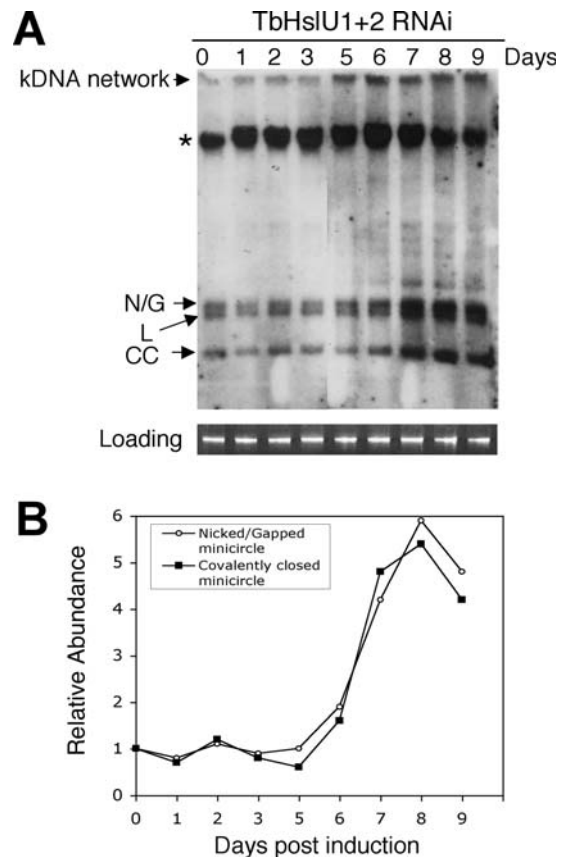 A
TbHslU1+2 RNAi
0 1 2 3 5 6 7 8 9 Days
kDNA network
*
N/G
L
CC
Loading
B
6
5
4
3
2
1
0
Relative Abundance
Nicked/Gapped
minicircle
Covalently closed
minicircle
0 1 2 3 5 6 7 8 9
Days post induction